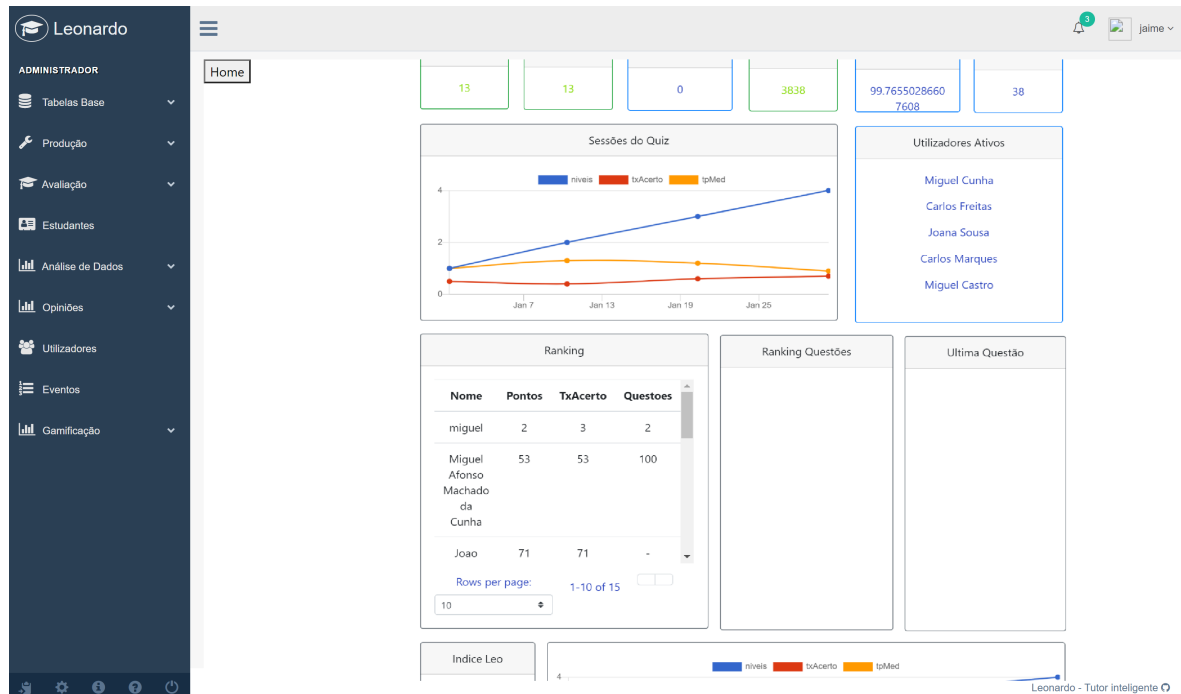 Leonardo
3
jaime
ADMINISTRADOR
Tabelas Base
Produção
Avaliação
Estudantes
Análise de Dados
Opiniões
Utilizadores
Eventos
Gamificação
Home
13
13
0
3838
99.7655028660
7608
38
Sessões do Quiz
niveis txAcerto tpMed
4
2
0
Jan 7 Jan 13 Jan 19 Jan 25
Utilizadores Ativos
Miguel Cunha
Carlos Freitas
Joana Sousa
Carlos Marques
Miguel Castro
Ranking
Nome Pontos TxAcerto Questoes
miguel 2 3 2
Miguel 53 53 100
Afonso
Machado
da
Cunha
Joao 71 71 -
Rows per page:
1-10 of 15
10
Ranking Questões
Ultima Questão
Indice Leo
niveis txAcerto tpMed
4
Leonardo - Tutor inteligente